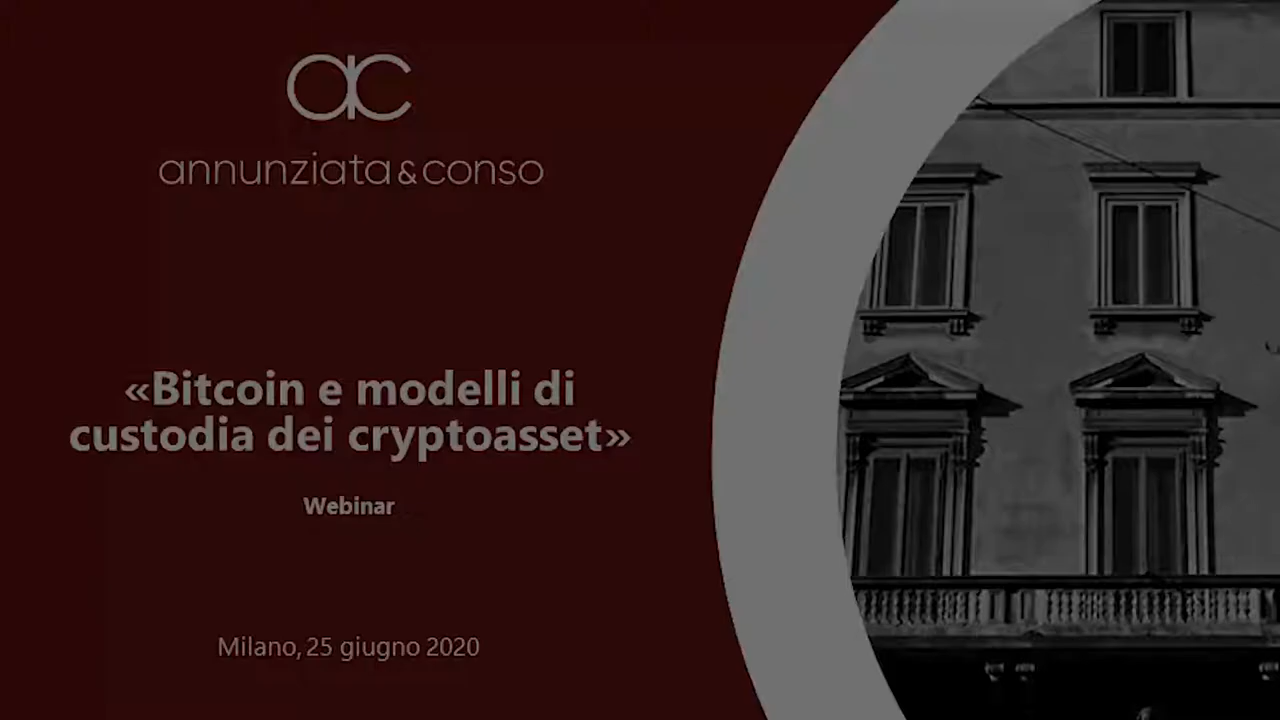 ac
annunziata&conso
«Bitcoin e modelli di
custodia dei cryptoasset»
Webinar
Milano, 25 giugno 2020